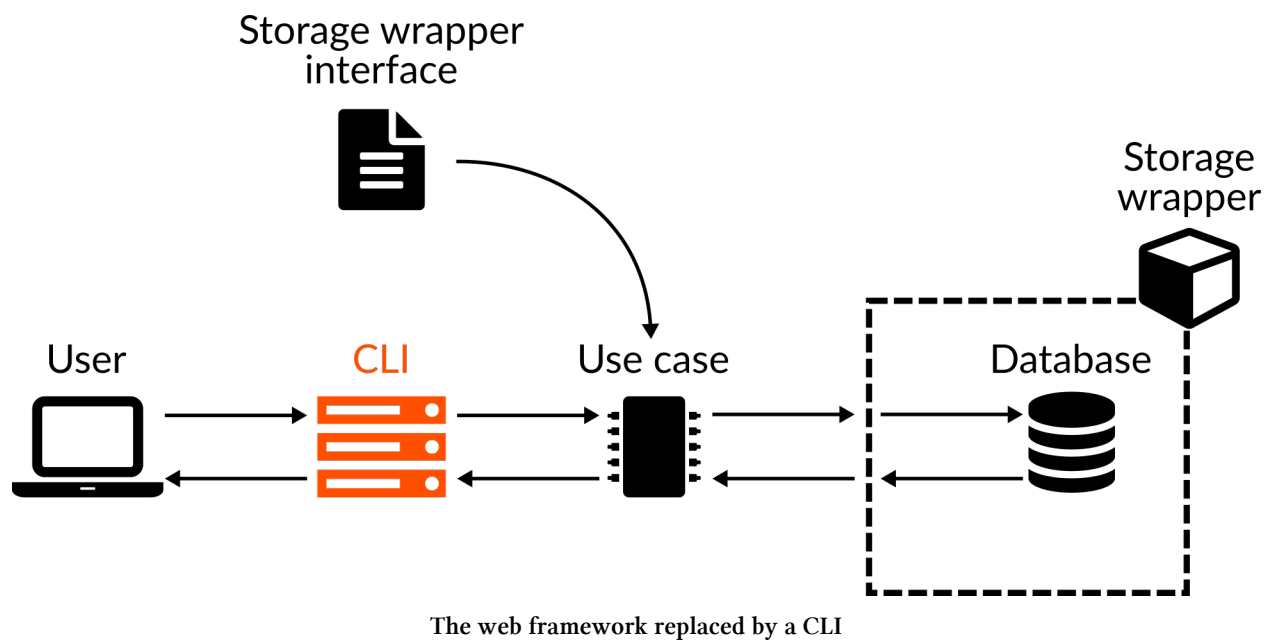 Storage wrapper
interface
Storage
wrapper
User
CLI
Use case
Database
The web framework replaced by a CLI